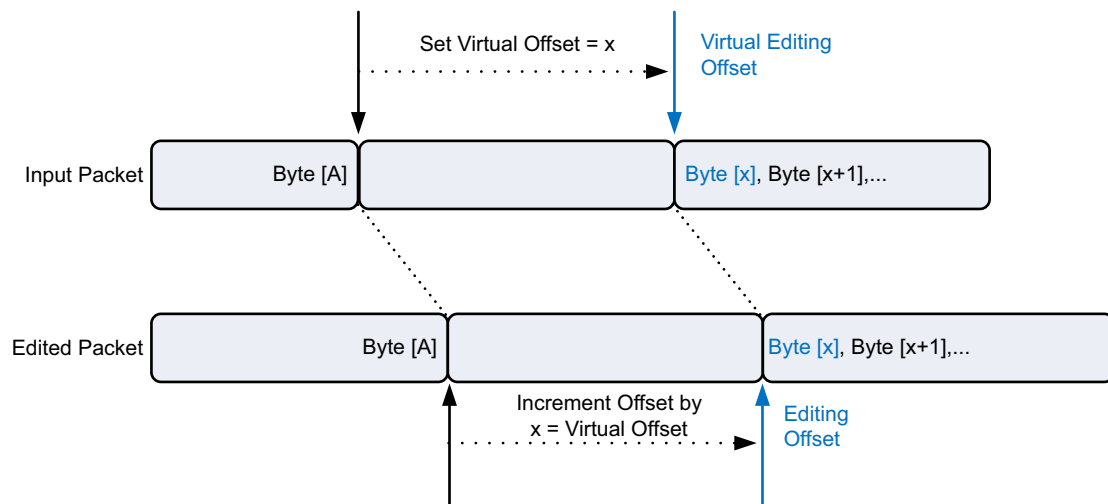 Set Virtual Offset = x
Virtual Editing
Offset
Input Packet
Byte [A]
Byte [x], Byte [x+1],...
Edited Packet
Byte [A]
Byte [x], Byte [x+1],...
Increment Offset by
x = Virtual Offset
Editing
Offset